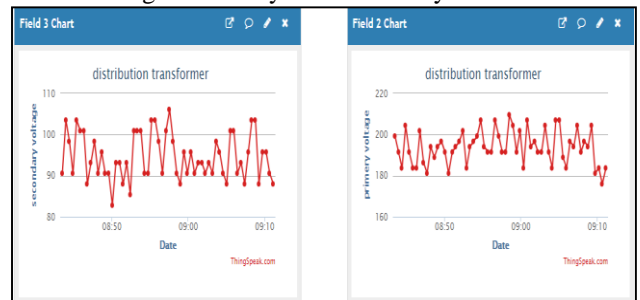 Field 3 Chart
distribution transformer
secondary voltage
110
100
90
80
08:50
09:00
09:10
Date
ThingSpeak.com
Field 2 Chart
distribution transformer
primery voltage
220
200
180
160
08:50
09:00
09:10
Date
ThingSpeak.com